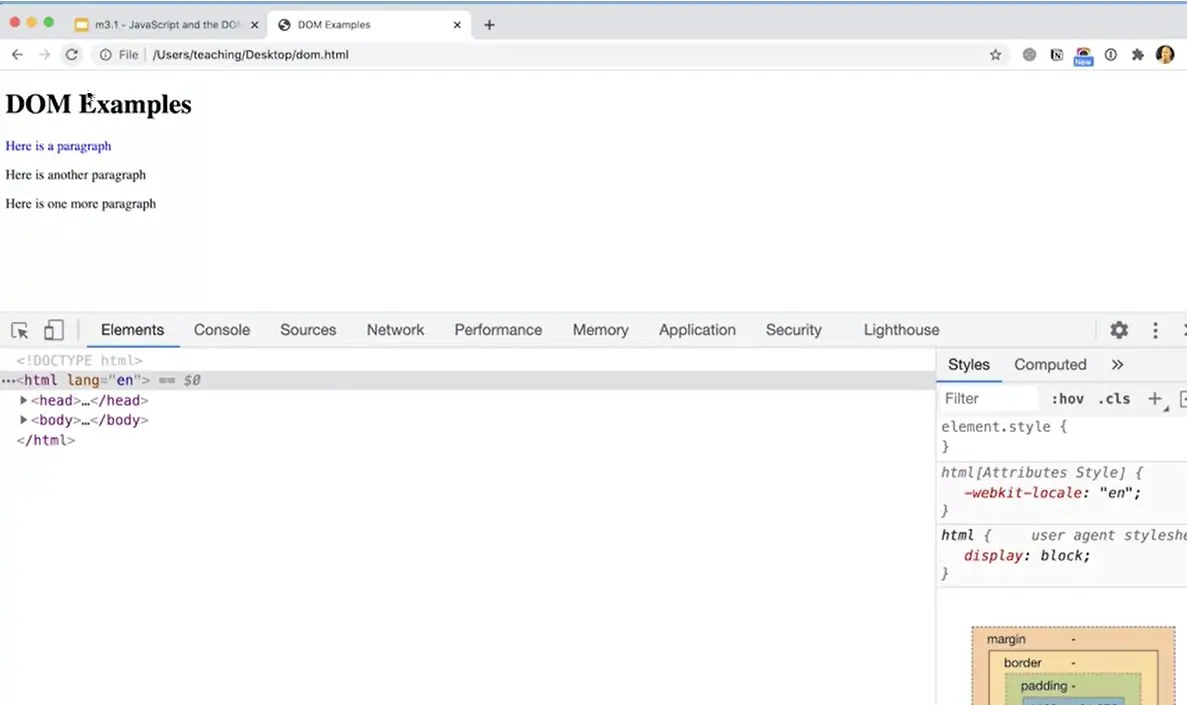 m3.1 - JavaScript and the DOM
DOM Examples
File
/Users/teaching/Desktop/dom.html
New
DOM Examples
Here is a paragraph
Here is another paragraph
Here is one more paragraph
Elements Console Sources Network Performance Memory Application Security Lighthouse
<!DOCTYPE html>
…<html lang="en"> == $0
<head>…</head>
<body>…</body>
</html>
Styles Computed »
Filter :hov .cls +
element.style {
}
html[Attributes Style] {
-webkit-locale: "en";
}
html { user agent styleshe
display: block;
}
margin -
border -
padding -